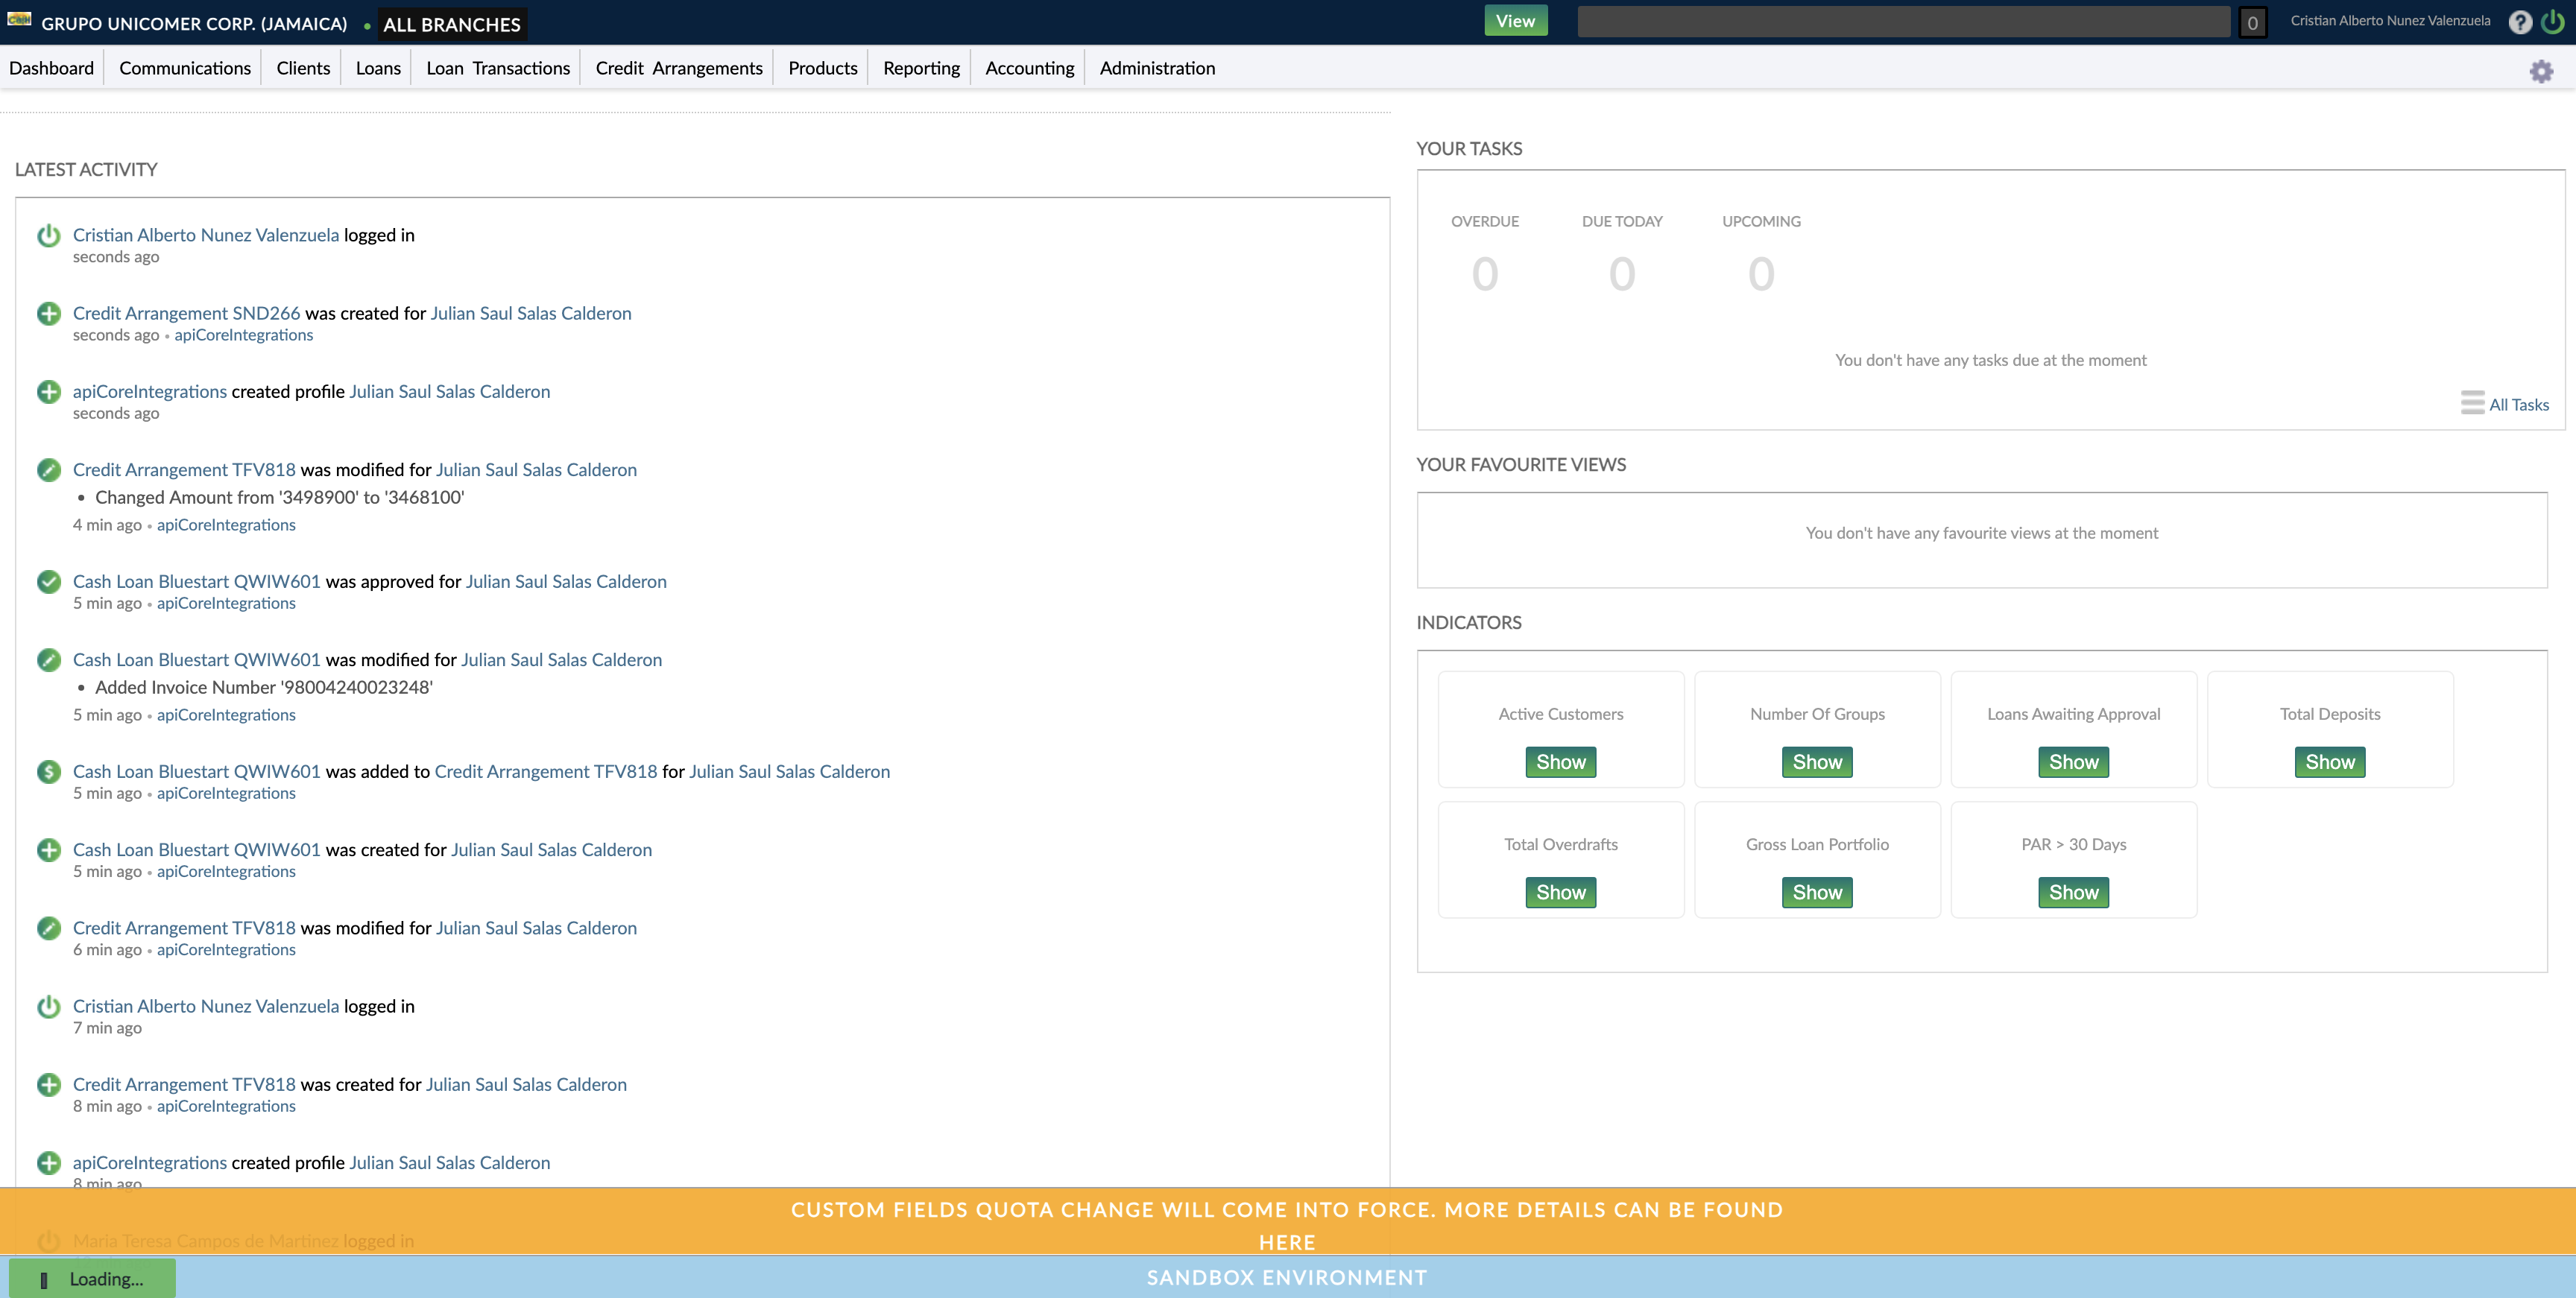 GRUPO UNICOMER CORP. (JAMAICA) • ALL BRANCHES
View
0
Cristian Alberto Nunez Valenzuela
Dashboard
Communications
Clients
Loans
Loan Transactions
Credit Arrangements
Products
Reporting
Accounting
Administration
LATEST ACTIVITY
Cristian Alberto Nunez Valenzuela logged in
seconds ago
Credit Arrangement SND266 was created for Julian Saul Salas Calderon
seconds ago • apiCoreIntegrations
apiCoreIntegrations created profile Julian Saul Salas Calderon
seconds ago
Credit Arrangement TFV818 was modified for Julian Saul Salas Calderon
• Changed Amount from '3498900' to '3468100'
4 min ago • apiCoreIntegrations
Cash Loan Bluestart QWIW601 was approved for Julian Saul Salas Calderon
5 min ago • apiCoreIntegrations
Cash Loan Bluestart QWIW601 was modified for Julian Saul Salas Calderon
• Added Invoice Number '98004240023248'
5 min ago • apiCoreIntegrations
Cash Loan Bluestart QWIW601 was added to Credit Arrangement TFV818 for Julian Saul Salas Calderon
5 min ago • apiCoreIntegrations
Cash Loan Bluestart QWIW601 was created for Julian Saul Salas Calderon
5 min ago • apiCoreIntegrations
Credit Arrangement TFV818 was modified for Julian Saul Salas Calderon
6 min ago • apiCoreIntegrations
Cristian Alberto Nunez Valenzuela logged in
7 min ago
Credit Arrangement TFV818 was created for Julian Saul Salas Calderon
8 min ago • apiCoreIntegrations
apiCoreIntegrations created profile Julian Saul Salas Calderon
8 min ago
Maria Teresa Campos de Martinez logged in
YOUR TASKS
OVERDUE
DUE TODAY
UPCOMING
0
0
0
You don't have any tasks due at the moment
All Tasks
YOUR FAVOURITE VIEWS
You don't have any favourite views at the moment
INDICATORS
Active Customers
Number Of Groups
Loans Awaiting Approval
Total Deposits
Show
Show
Show
Show
Total Overdrafts
Gross Loan Portfolio
PAR > 30 Days
Show
Show
Show
CUSTOM FIELDS QUOTA CHANGE WILL COME INTO FORCE. MORE DETAILS CAN BE FOUND
HERE
Loading...
SANDBOX ENVIRONMENT